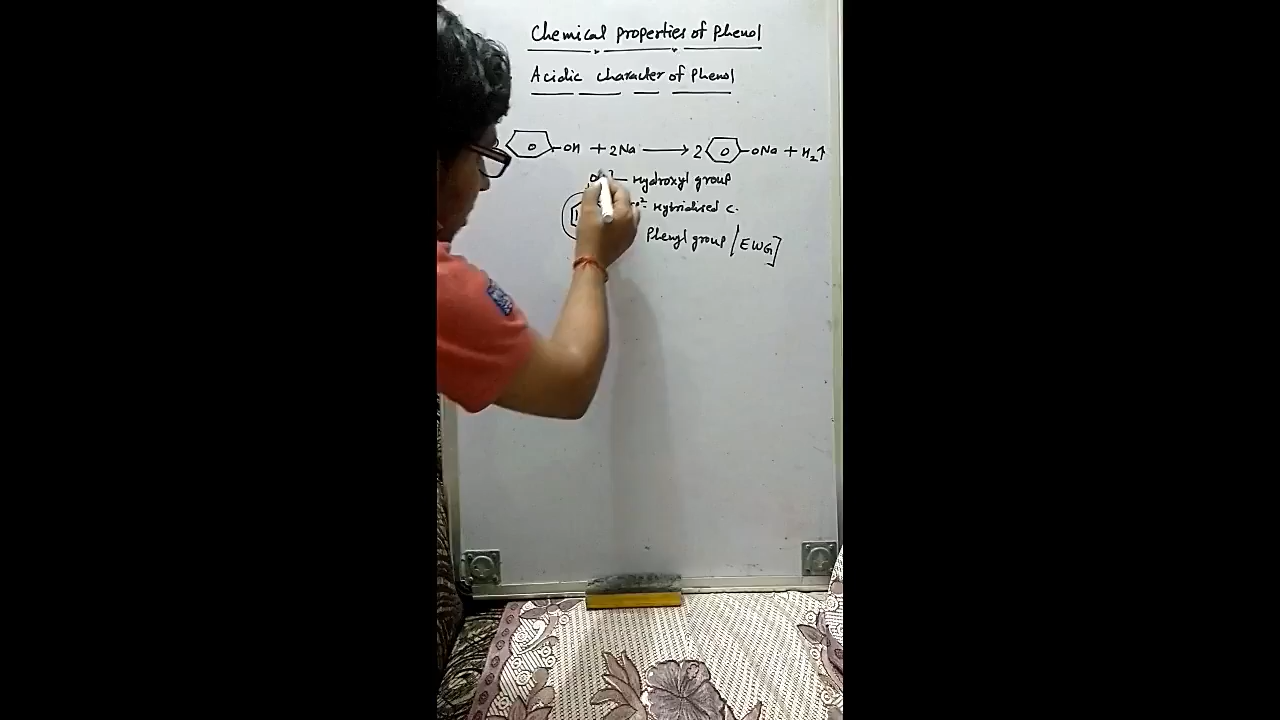 Chemical properties of Phenol
Acidic character of Phenol
-OH + 2Na → 2 -ONa + H₂↑
Hydroxyl group
Hybridised C.
Phenyl group [EWG]